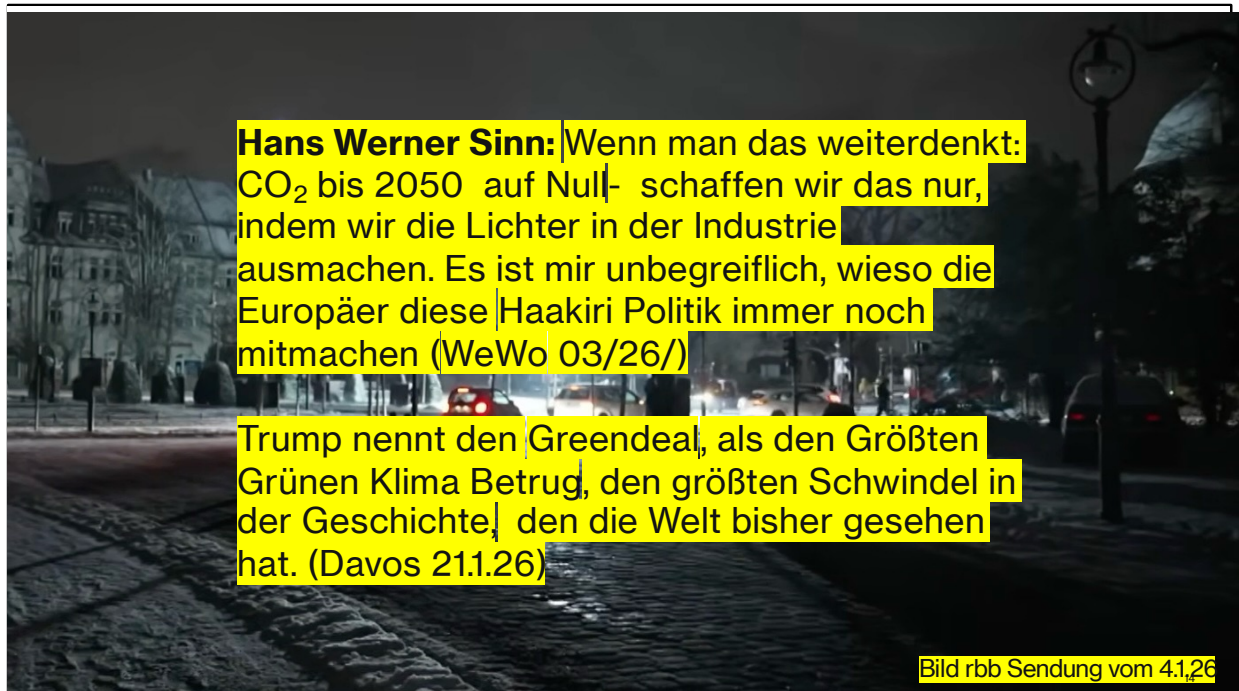 Hans Werner Sinn: Wenn man das weiterdenkt:
CO₂ bis 2050 auf Null- schaffen wir das nur,
indem wir die Lichter in der Industrie
ausmachen. Es ist mir unbegreiflich, wieso die
Europäer diese Haakiri Politik immer noch
mitmachen (WeWo 03/26/)
Trump nennt den Greendeal, als den Größten
Grünen Klima Betrug, den größten Schwindel in
der Geschichte, den die Welt bisher gesehen
hat. (Davos 21.1.26)
Bild rbb Sendung vom 4.1.26
14